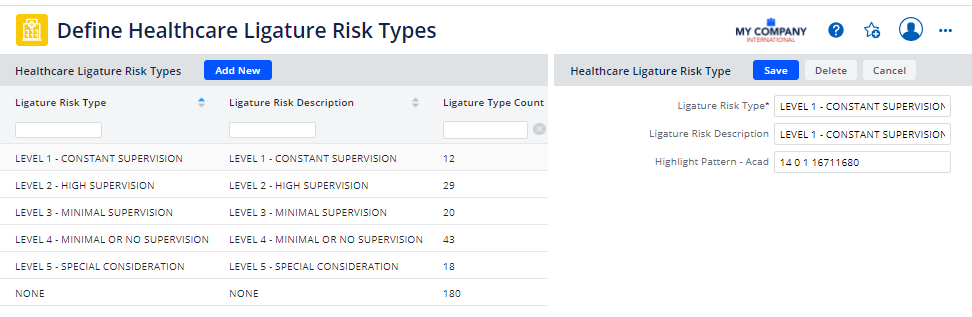 Define Healthcare Ligature Risk Types
MY COMPANY
INTERNATIONAL
?
Healthcare Ligature Risk Types Add New
Ligature Risk Type Ligature Risk Description Ligature Type Count
LEVEL 1 - CONSTANT SUPERVISION LEVEL 1 - CONSTANT SUPERVISION 12
LEVEL 2 - HIGH SUPERVISION LEVEL 2 - HIGH SUPERVISION 29
LEVEL 3 - MINIMAL SUPERVISION LEVEL 3 - MINIMAL SUPERVISION 20
LEVEL 4 - MINIMAL OR NO SUPERVISION LEVEL 4 - MINIMAL OR NO SUPERVISION 43
LEVEL 5 - SPECIAL CONSIDERATION LEVEL 5 - SPECIAL CONSIDERATION 18
NONE NONE 180
Healthcare Ligature Risk Type Save Delete Cancel
Ligature Risk Type* LEVEL 1 - CONSTANT SUPERVISION
Ligature Risk Description LEVEL 1 - CONSTANT SUPERVISION
Highlight Pattern - Acad 14 0 1 16711680